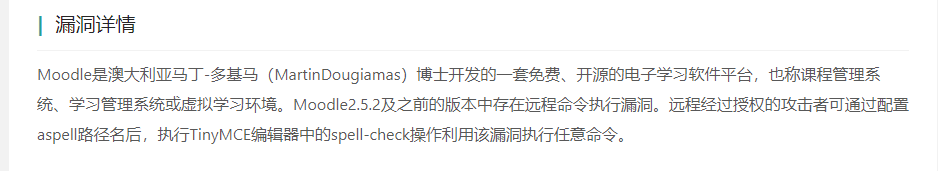 漏洞详情
Moodle是澳大利亚马丁-多基马（MartinDougiamas）博士开发的一套免费、开源的电子学习软件平台，也称课程管理系
统、学习管理系统或虚拟学习环境。Moodle2.5.2及之前的版本中存在远程命令执行漏洞。远程经过授权的攻击者可通过配置
aspell路径名后，执行TinyMCE编辑器中的spell-check操作利用该漏洞执行任意命令。